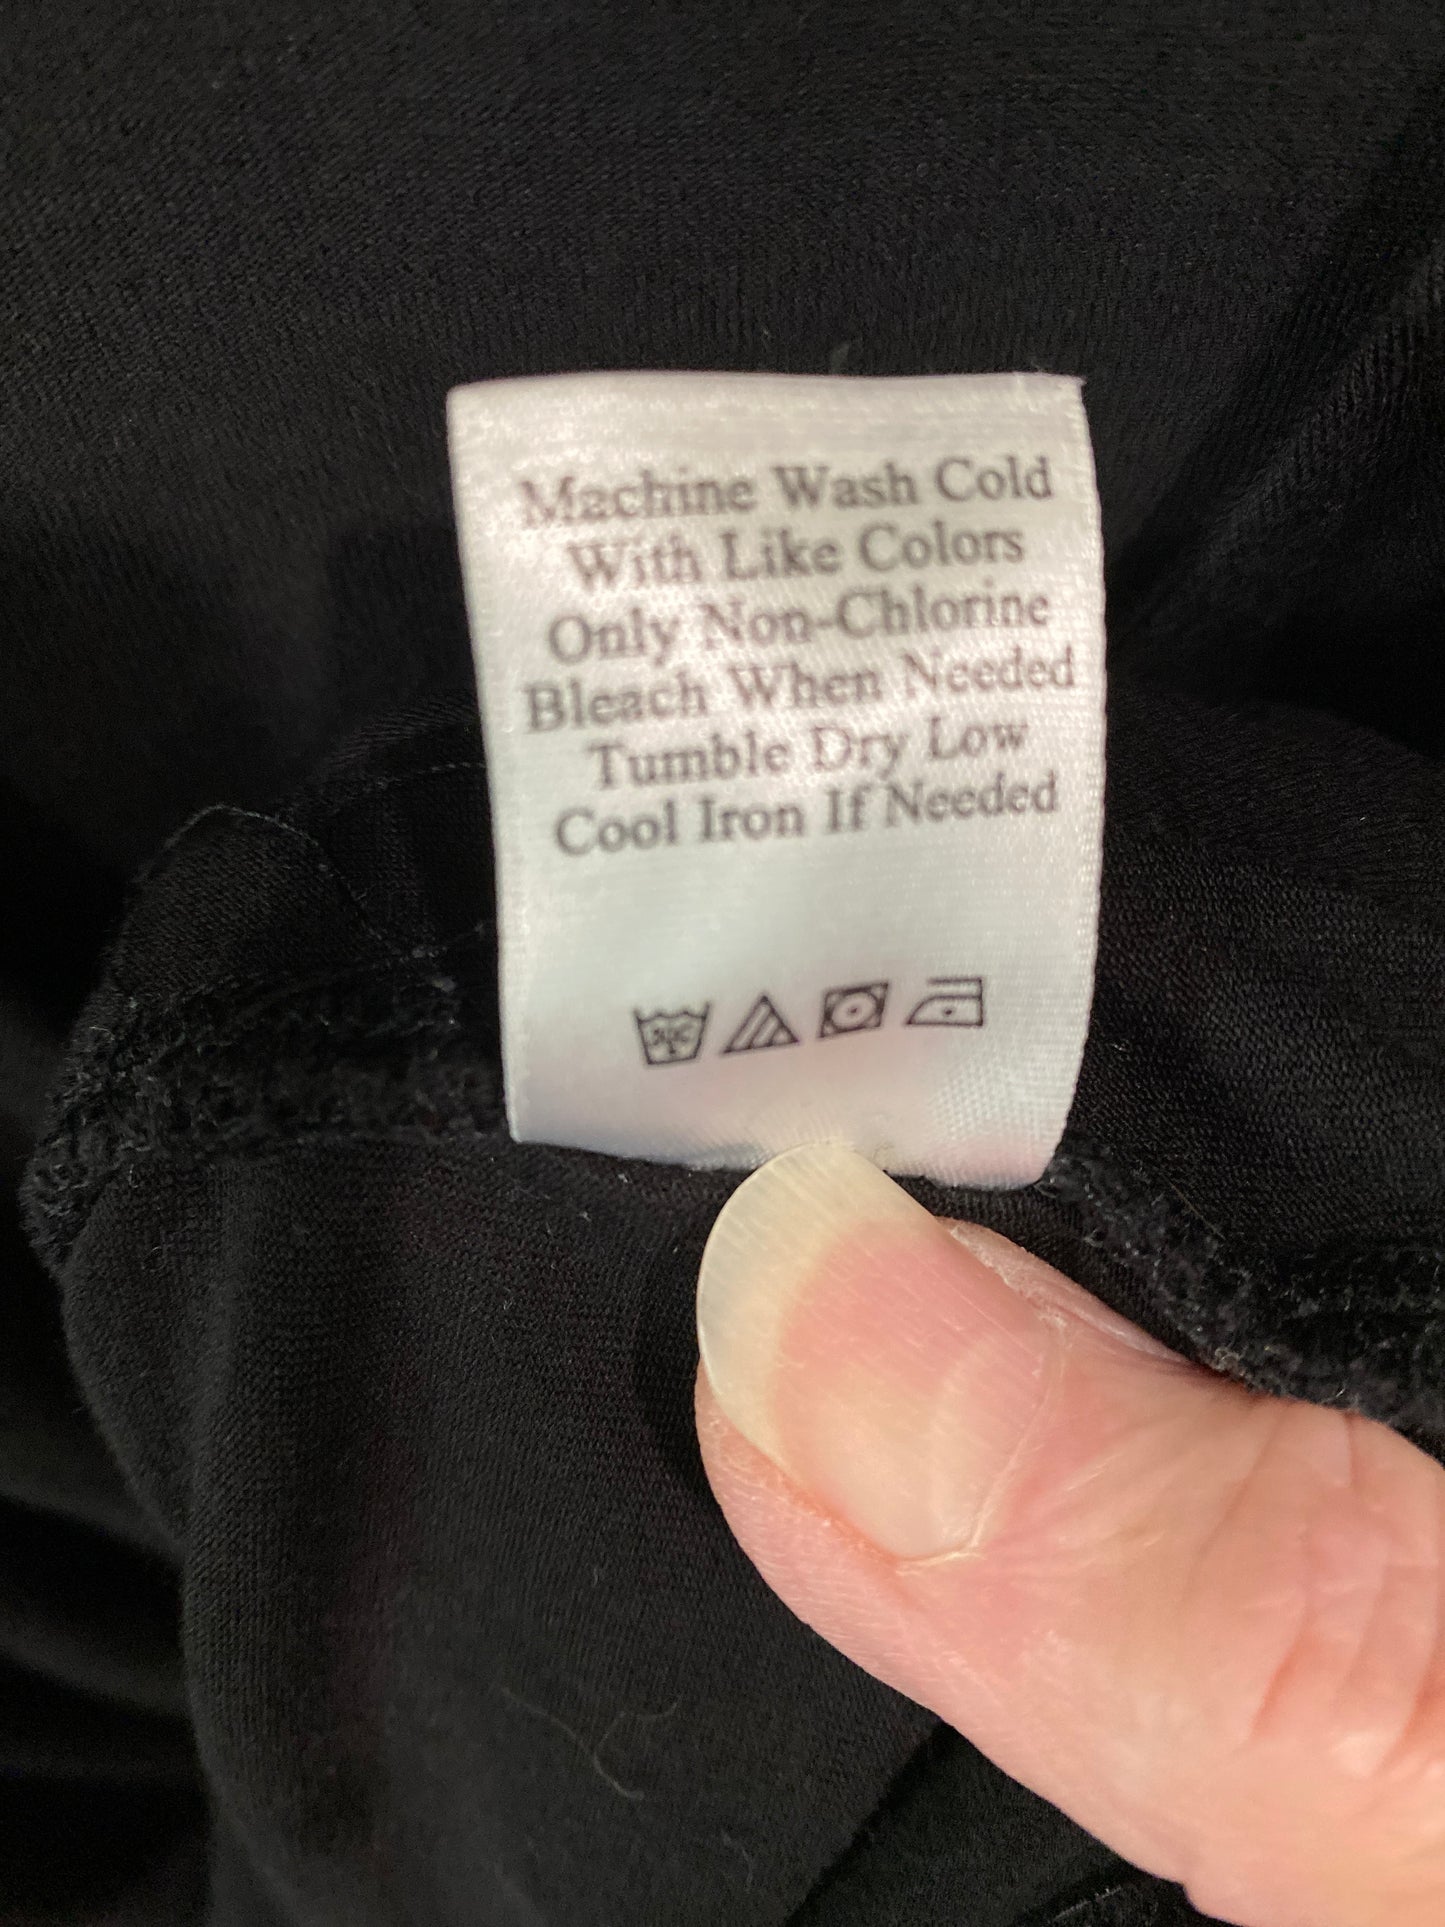 Machine Wash Cold
With Like Colors
Only Non-Chlorine
Bleach When Needed
Tumble Dry Low
Cool Iron If Needed